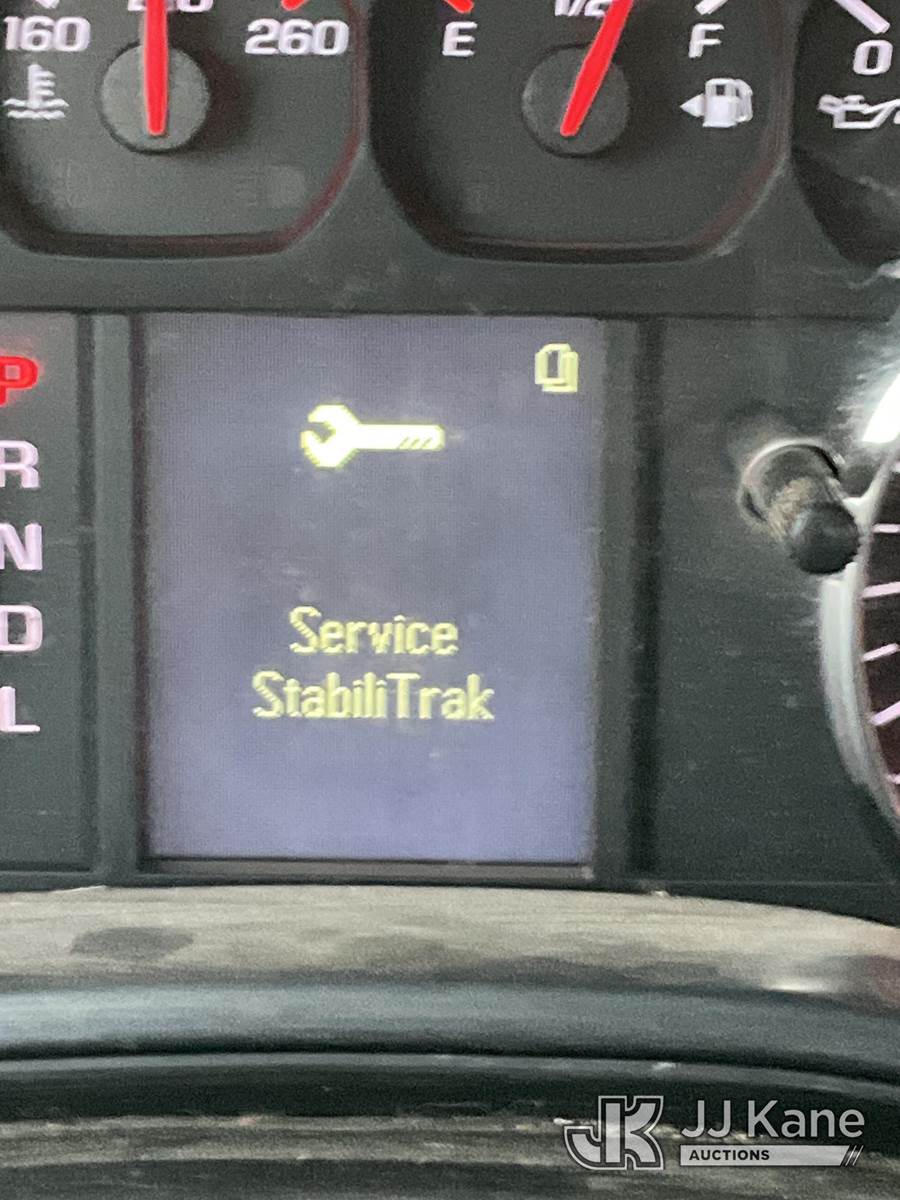 160
260
E
1/2
F
0
P
R
N
D
L
Service
StabiliTrak
JK
JJ Kane
AUCTIONS